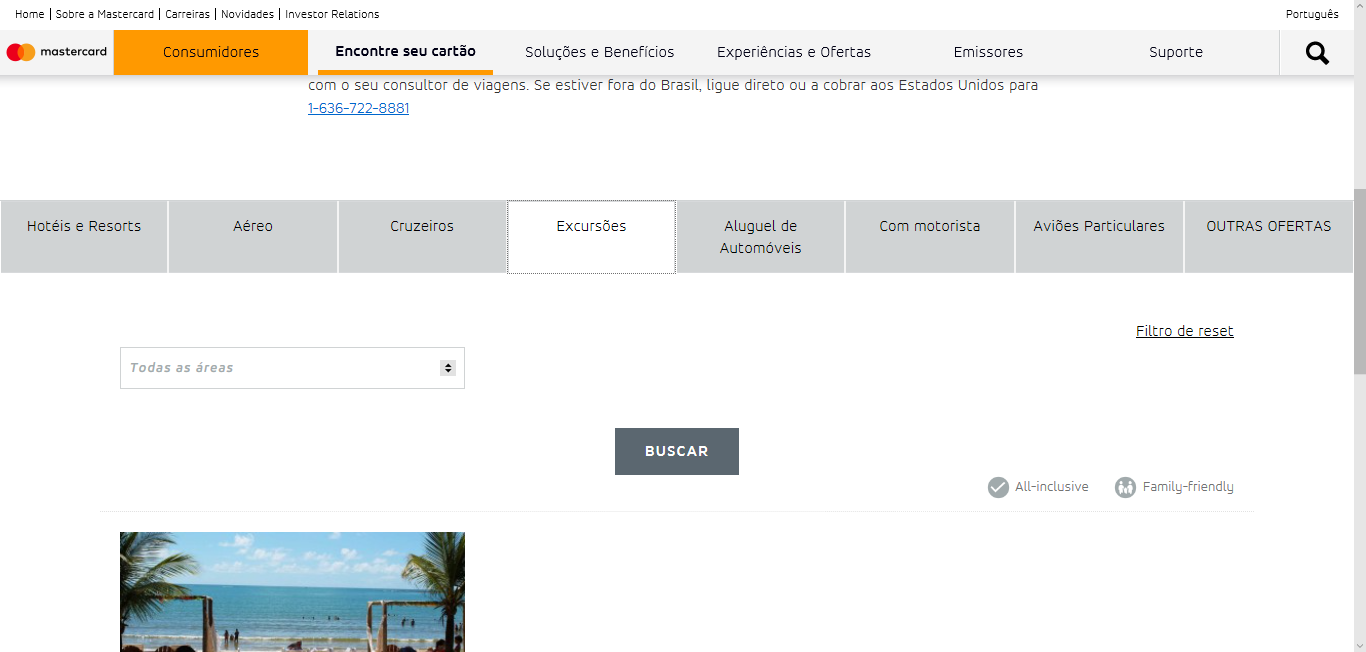 Home | Sobre a Mastercard | Carreiras | Novidades | Investor Relations
Português
mastercard
Consumidores
Encontre seu cartão
Soluções e Benefícios
Experiências e Ofertas
Emissores
Suporte
com o seu consultor de viagens. Se estiver fora do Brasil, ligue direto ou a cobrar aos Estados Unidos para
1-636-722-8881
Hotéis e Resorts
Aéreo
Cruzeiros
Excursões
Aluguel de
Automóveis
Com motorista
Aviões Particulares
OUTRAS OFERTAS
Filtro de reset
Todas as áreas
BUSCAR
All-inclusive
Family-friendly